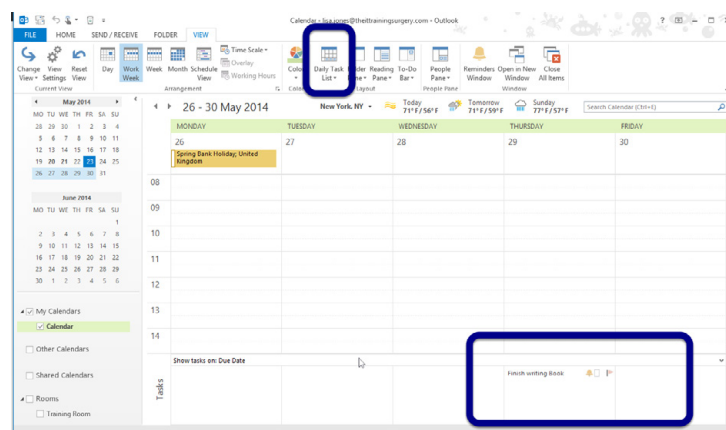 Calendar - lisa.jones@theittrainingsurgery.com - Outlook
FILE HOME SEND / RECEIVE FOLDER VIEW
Change View Reset
View Settings View
Current View
Day Work Week Month Schedule
Week View
Time Scale
Overlay
Working Hours
Arrangement
Color
Daily Task
List
Reading To-Do
Pane Pane Bar
Layout
People
Pane
People Pane
Reminders Open in New Close
Window Window All Items
Window
May 2014
MO TU WE TH FR SA SU
28 29 30 1 2 3 4
5 6 7 8 9 10 11
12 13 14 15 16 17 18
19 20 21 22 23 24 25
26 27 28 29 30 31
June 2014
MO TU WE TH FR SA SU
1
2 3 4 5 6 7 8
9 10 11 12 13 14 15
16 17 18 19 20 21 22
23 24 25 26 27 28 29
30 1 2 3 4 5 6
My Calendars
Calendar
Other Calendars
Shared Calendars
Rooms
Training Room
26 - 30 May 2014
New York, NY
Today
71°F/56°F
Tomorrow
71°F/59°F
Sunday
77°F/57°F
Search Calendar (Ctrl+E)
MONDAY TUESDAY WEDNESDAY THURSDAY FRIDAY
26 27 28 29 30
Spring Bank Holiday; United
Kingdom
08
09
10
11
12
13
14
Show tasks on: Due Date
Tasks
Finish writing Book